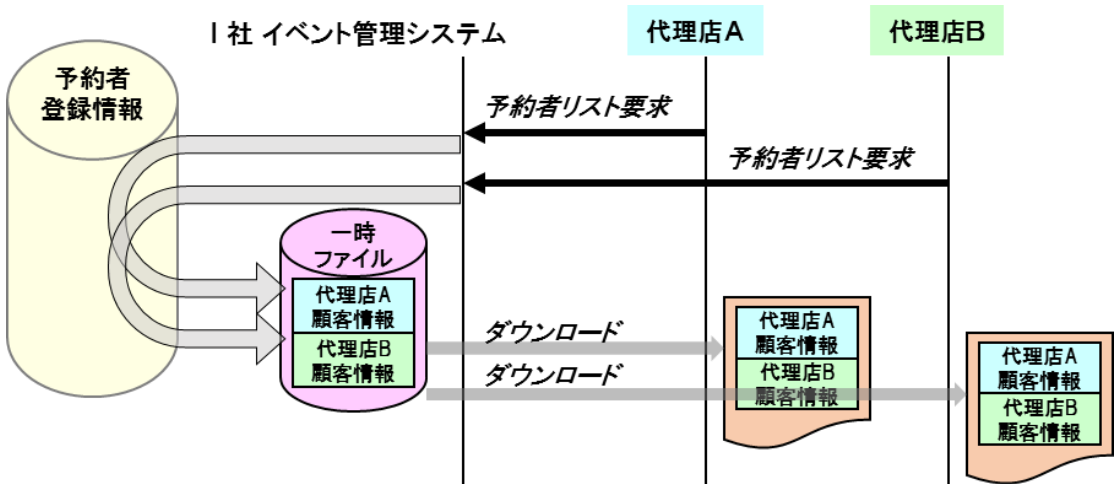 I 社 イベント管理システム
代理店A
代理店B
予約者
登録情報
予約者リスト要求
予約者リスト要求
一時
ファイル
代理店A
顧客情報
代理店B
顧客情報
ダウンロード
ダウンロード
代理店A
顧客情報
代理店B
顧客情報
代理店A
顧客情報
代理店B
顧客情報